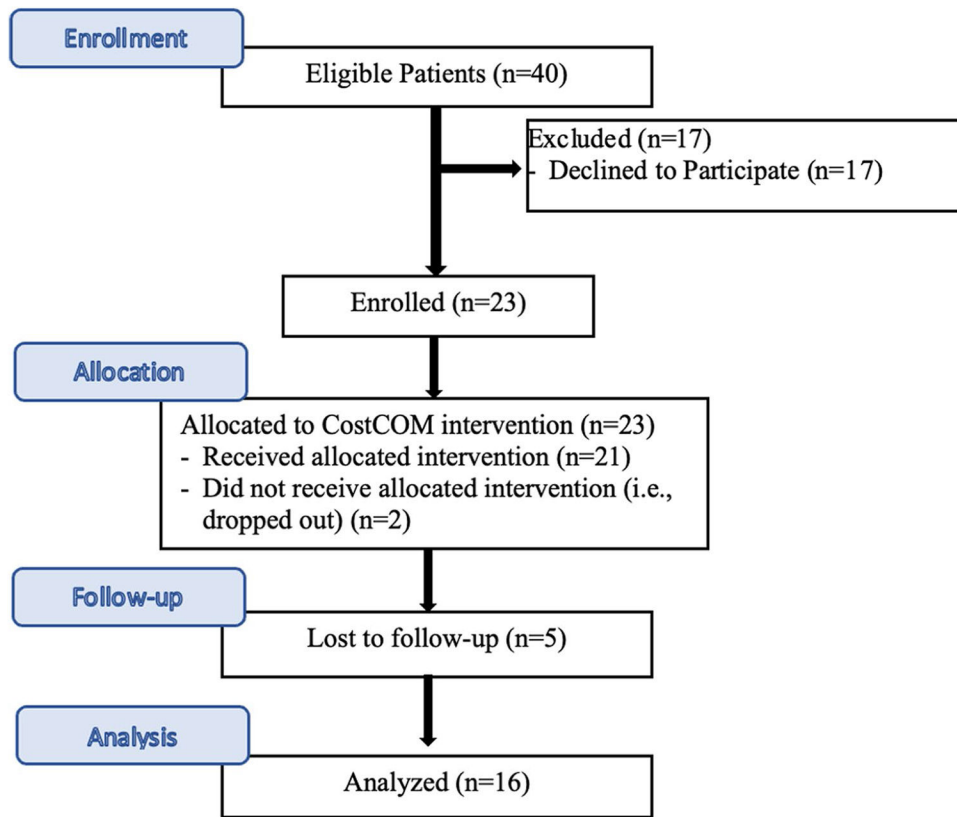 Enrollment
Eligible Patients (n=40)
Excluded (n=17)
- Declined to Participate (n=17)
Enrolled (n=23)
Allocation
Allocated to CostCOM intervention (n=23)
- Received allocated intervention (n=21)
- Did not receive allocated intervention (i.e.,
dropped out) (n=2)
Follow-up
Lost to follow-up (n=5)
Analysis
Analyzed (n=16)